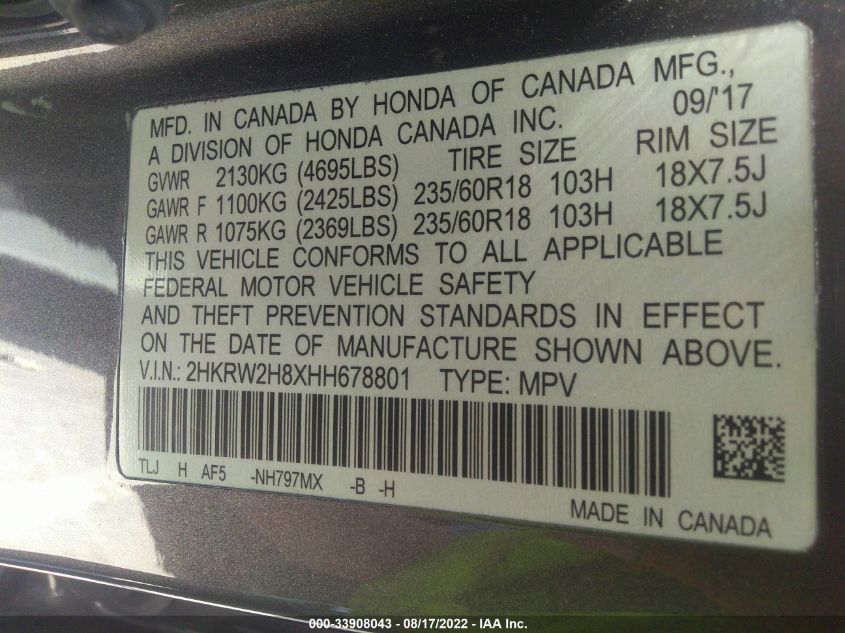 MFD. IN CANADA BY HONDA OF CANADA MFG.,
A DIVISION OF HONDA CANADA INC. 09/'17
GVWR 2130KG (4695LBS) TIRE SIZE RIM SIZE
GAWR F 1100KG (2425LBS) 235/60R18 103H 18X7.5J
GAWR R 1075KG (2369LBS) 235/60R18 103H 18X7.5J
THIS VEHICLE CONFORMS TO ALL APPLICABLE
FEDERAL MOTOR VEHICLE SAFETY
AND THEFT PREVENTION STANDARDS IN EFFECT
ON THE DATE OF MANUFACTURE SHOWN ABOVE.
V.I.N.: 2HKRW2H8XHH678801 TYPE: MPV
TLJ H AF5 -NH797MX -B -H
MADE IN CANADA
000-33908043 - 08/17/2022 - IAA Inc.